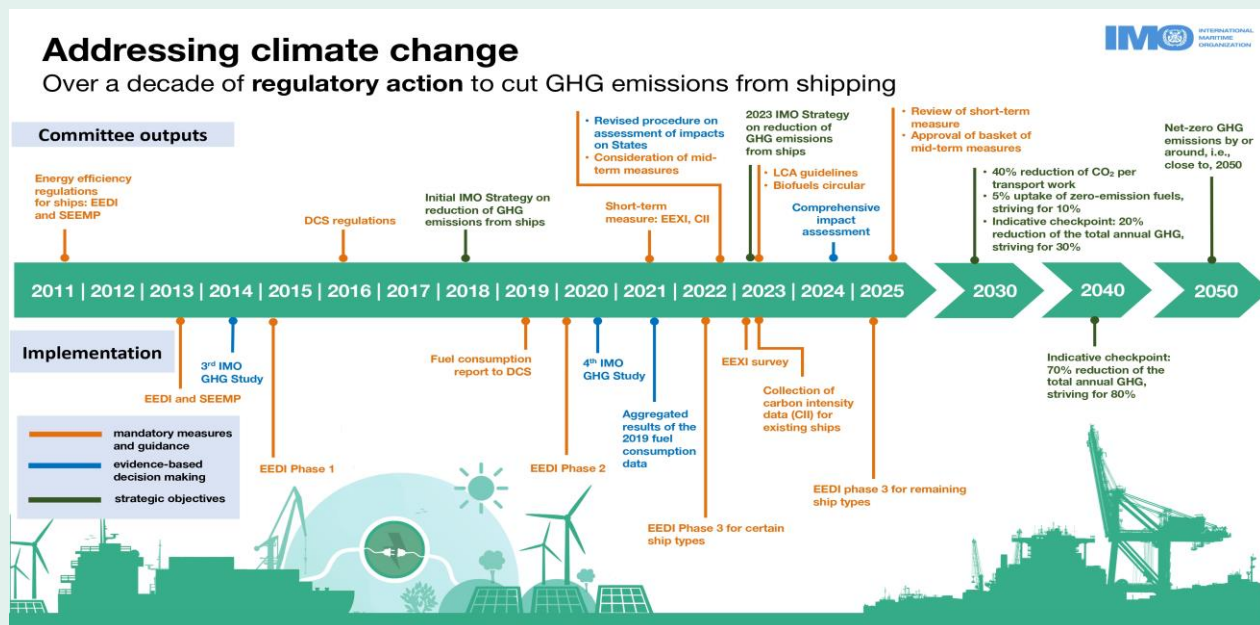 Addressing climate change
Over a decade of regulatory action to cut GHG emissions from shipping
IMO
INTERNATIONAL
MARITIME
ORGANIZATION
Committee outputs
Energy efficiency
regulations
for ships: EEDI
and SEEMP
DCS regulations
Initial IMO Strategy on
reduction of GHG
emissions from ships
• Revised procedure on
assessment of impacts
on States
• Consideration of mid-
term measures
Short-term
measure: EEXI, CII
2023 IMO Strategy
on reduction of
GHG emissions
from ships
• LCA guidelines
• Biofuels circular
Comprehensive
impact
assessment
• Review of short-term
measure
• Approval of basket of
mid-term measures
• 40% reduction of CO₂ per
transport work
• 5% uptake of zero-emission fuels,
striving for 10%
• Indicative checkpoint: 20%
reduction of the total annual GHG,
striving for 30%
Net-zero GHG
emissions by or
around, i.e.,
close to, 2050
2011 | 2012 | 2013 | 2014 | 2015 | 2016 | 2017 | 2018 | 2019 | 2020 | 2021 | 2022 | 2023 | 2024 | 2025
2030
2040
2050
Implementation
EEDI and SEEMP
3rd IMO
GHG Study
EEDI Phase 1
Fuel consumption
report to DCS
EEDI Phase 2
4th IMO
GHG Study
Aggregated
results of the
2019 fuel
consumption
data
EEDI Phase 3 for certain
ship types
EEXI survey
Collection of
carbon intensity
data (CII) for
existing ships
EEDI phase 3 for remaining
ship types
Indicative checkpoint:
70% reduction of the
total annual GHG,
striving for 80%
mandatory measures
and guidance
evidence-based
decision making
strategic objectives